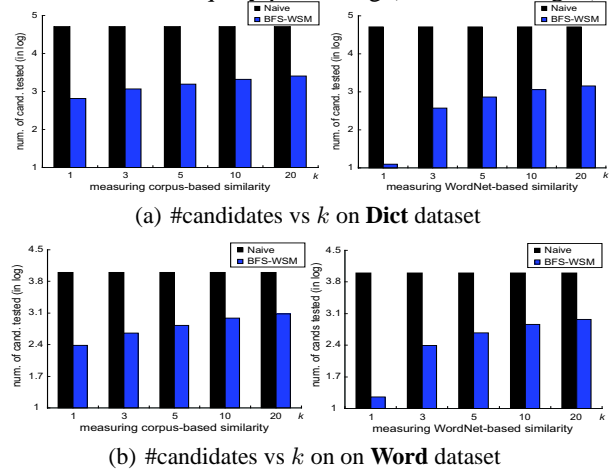 5
4
3
2
1
num. of cand. tested (in log)
Naive
BFS-WSM
1 3 5 10 20 k
measuring corpus-based similarity
5
4
3
2
1
num. of cand. tested (in log)
Naive
BFS-WSM
1 3 5 10 20 k
measuring WordNet-based similarity
(a) #candidates vs k on Dict dataset
4.5
3.8
3.1
2.4
1.7
1
num. of cand. tested (in log)
Naive
BFS-WSM
1 3 5 10 20 k
measuring corpus-based similarity
4.5
3.8
3.1
2.4
1.7
1
num. of cands tested (in log)
Naive
BFS-WSM
1 3 5 10 20 k
measuring WordNet-based similarity
(b) #candidates vs k on on Word dataset